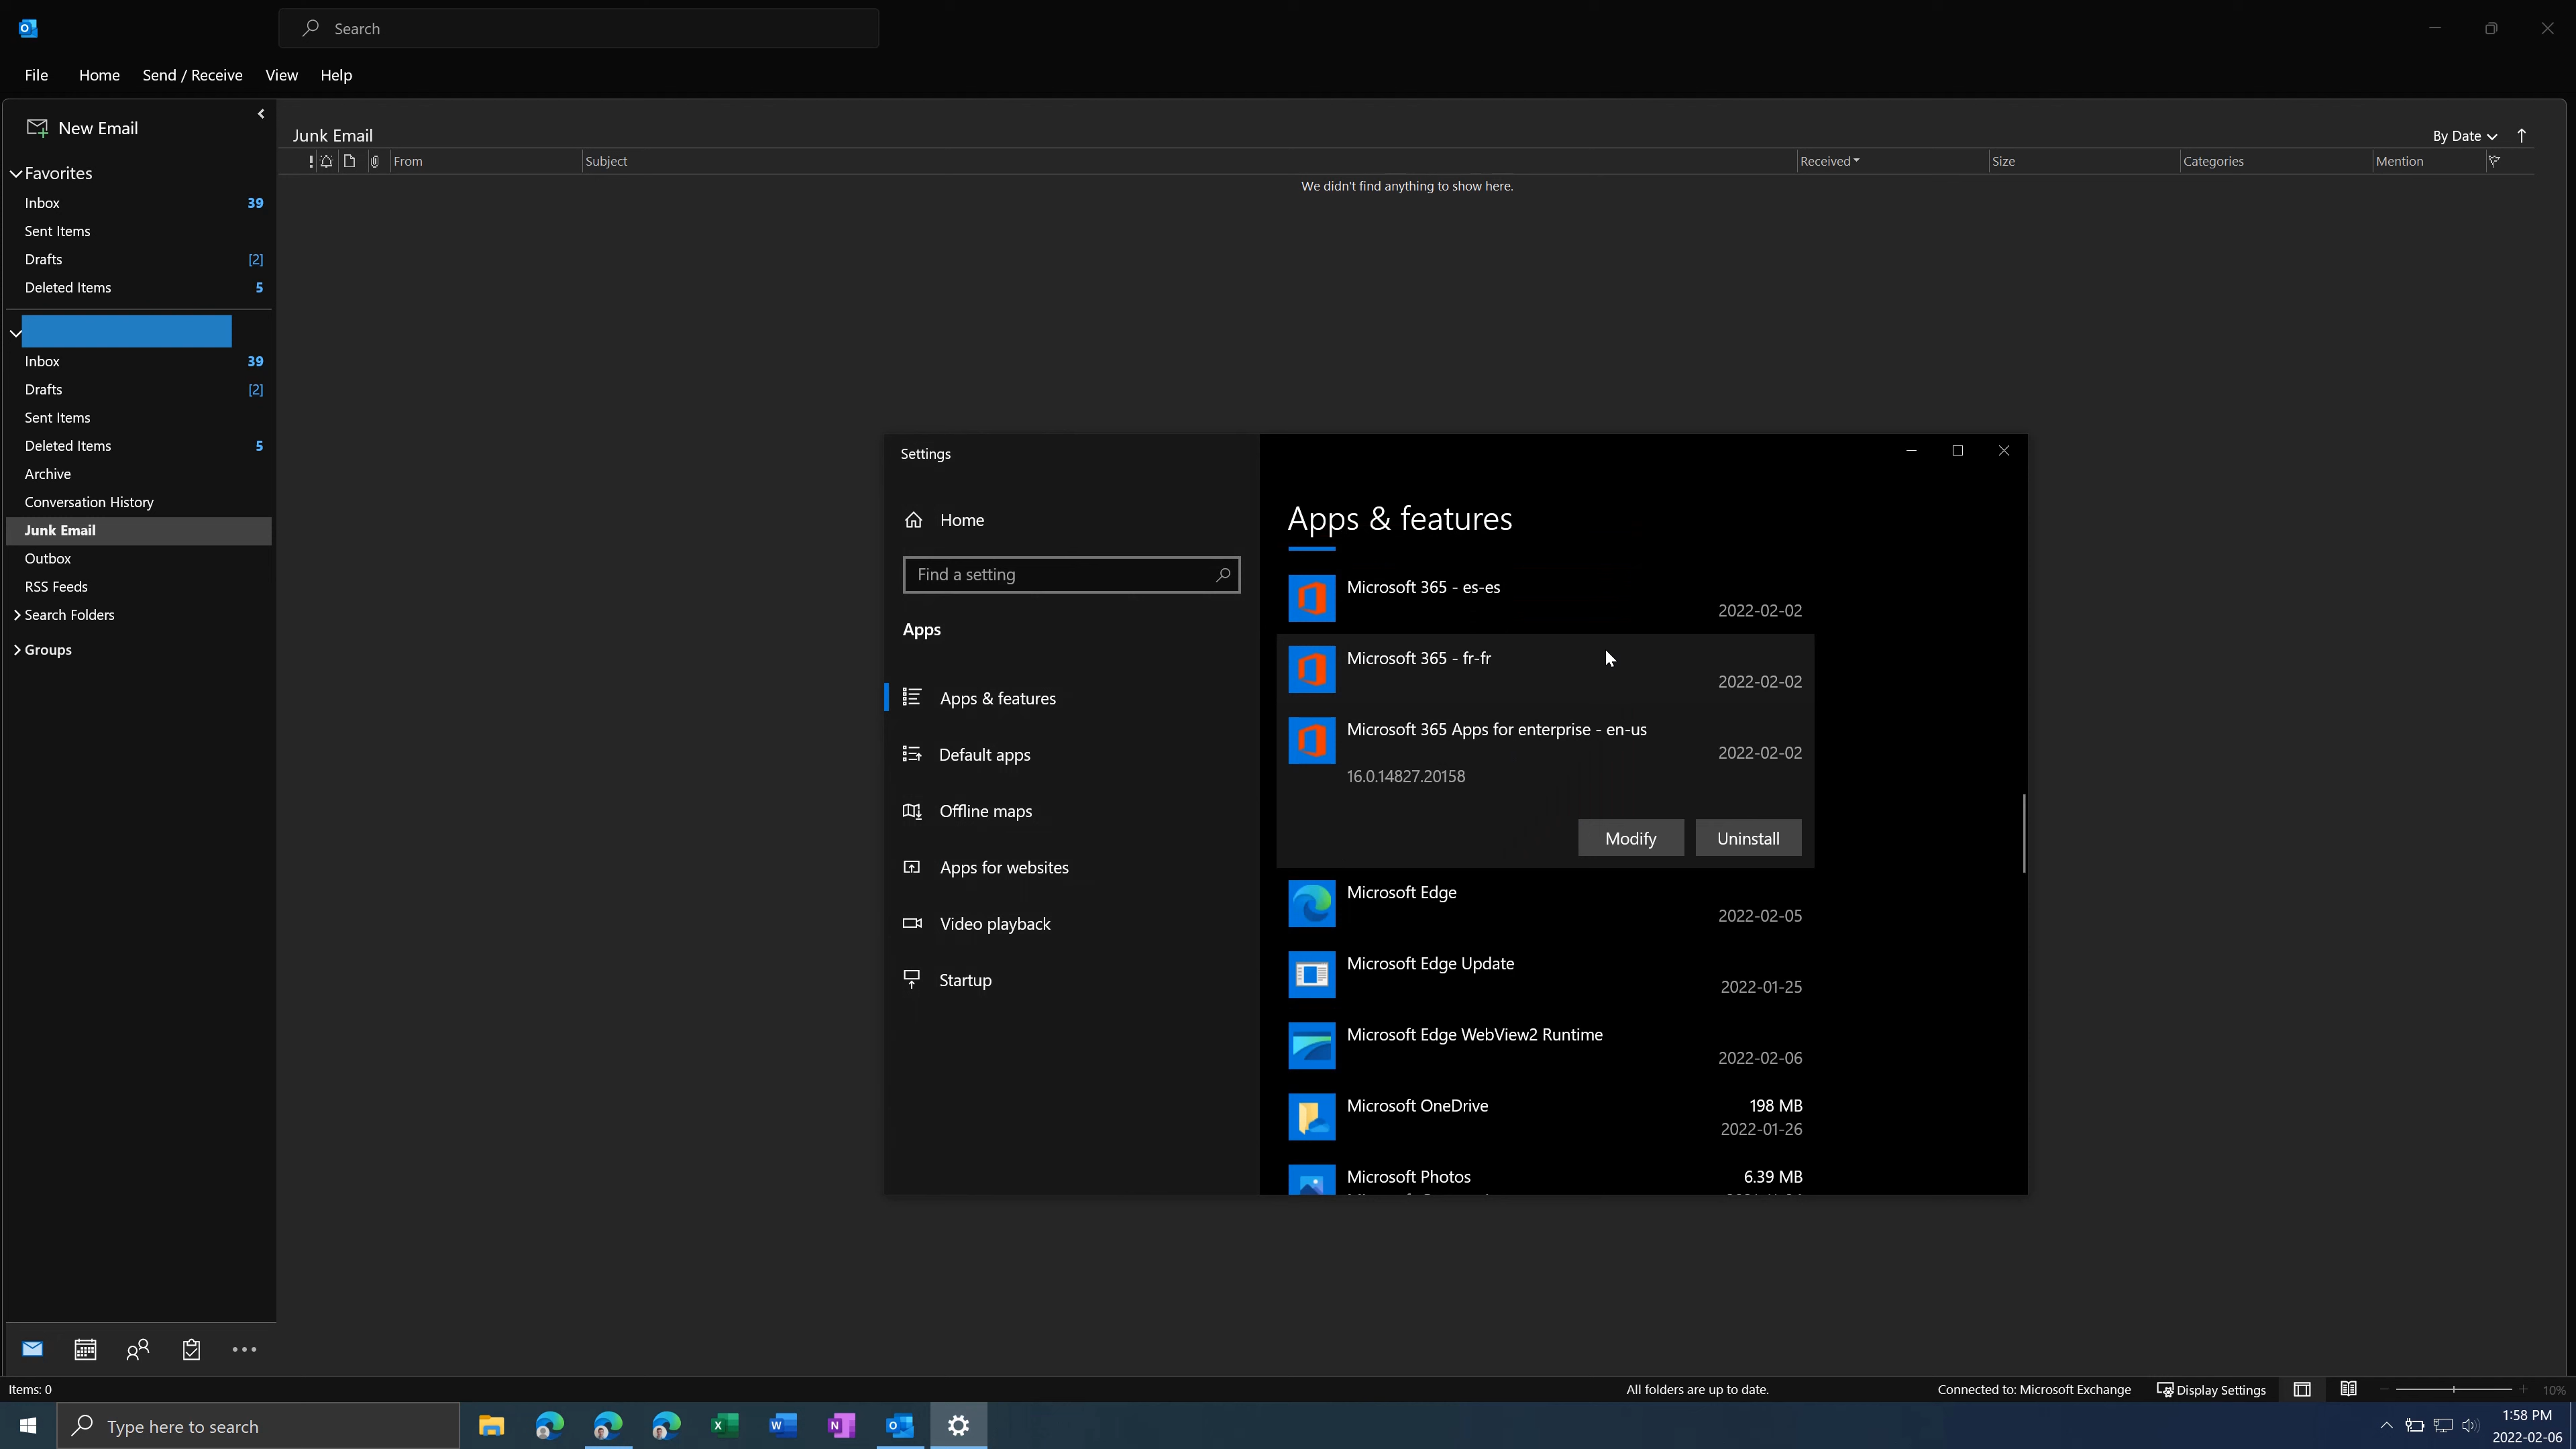 Search
File Home Send / Receive View Help
New Email
Favorites
Inbox 39
Sent Items
Drafts [2]
Deleted Items 5
Inbox 39
Drafts [2]
Sent Items
Deleted Items 5
Archive
Conversation History
Junk Email
Outbox
RSS Feeds
Search Folders
Groups
Junk Email
By Date
From Subject Received Size Categories Mention
We didn't find anything to show here.
Settings
Home
Find a setting
Apps
Apps & features
Default apps
Offline maps
Apps for websites
Video playback
Startup
Apps & features
Microsoft 365 - es-es
2022-02-02
Microsoft 365 - fr-fr
2022-02-02
Microsoft 365 Apps for enterprise - en-us
2022-02-02
16.0.14827.20158
Modify Uninstall
Microsoft Edge
2022-02-05
Microsoft Edge Update
2022-01-25
Microsoft Edge WebView2 Runtime
2022-02-06
Microsoft OneDrive 198 MB
2022-01-26
Microsoft Photos 6.39 MB
Items: 0
All folders are up to date.
Connected to: Microsoft Exchange
Display Settings
10%
Type here to search
1:58 PM
2022-02-06